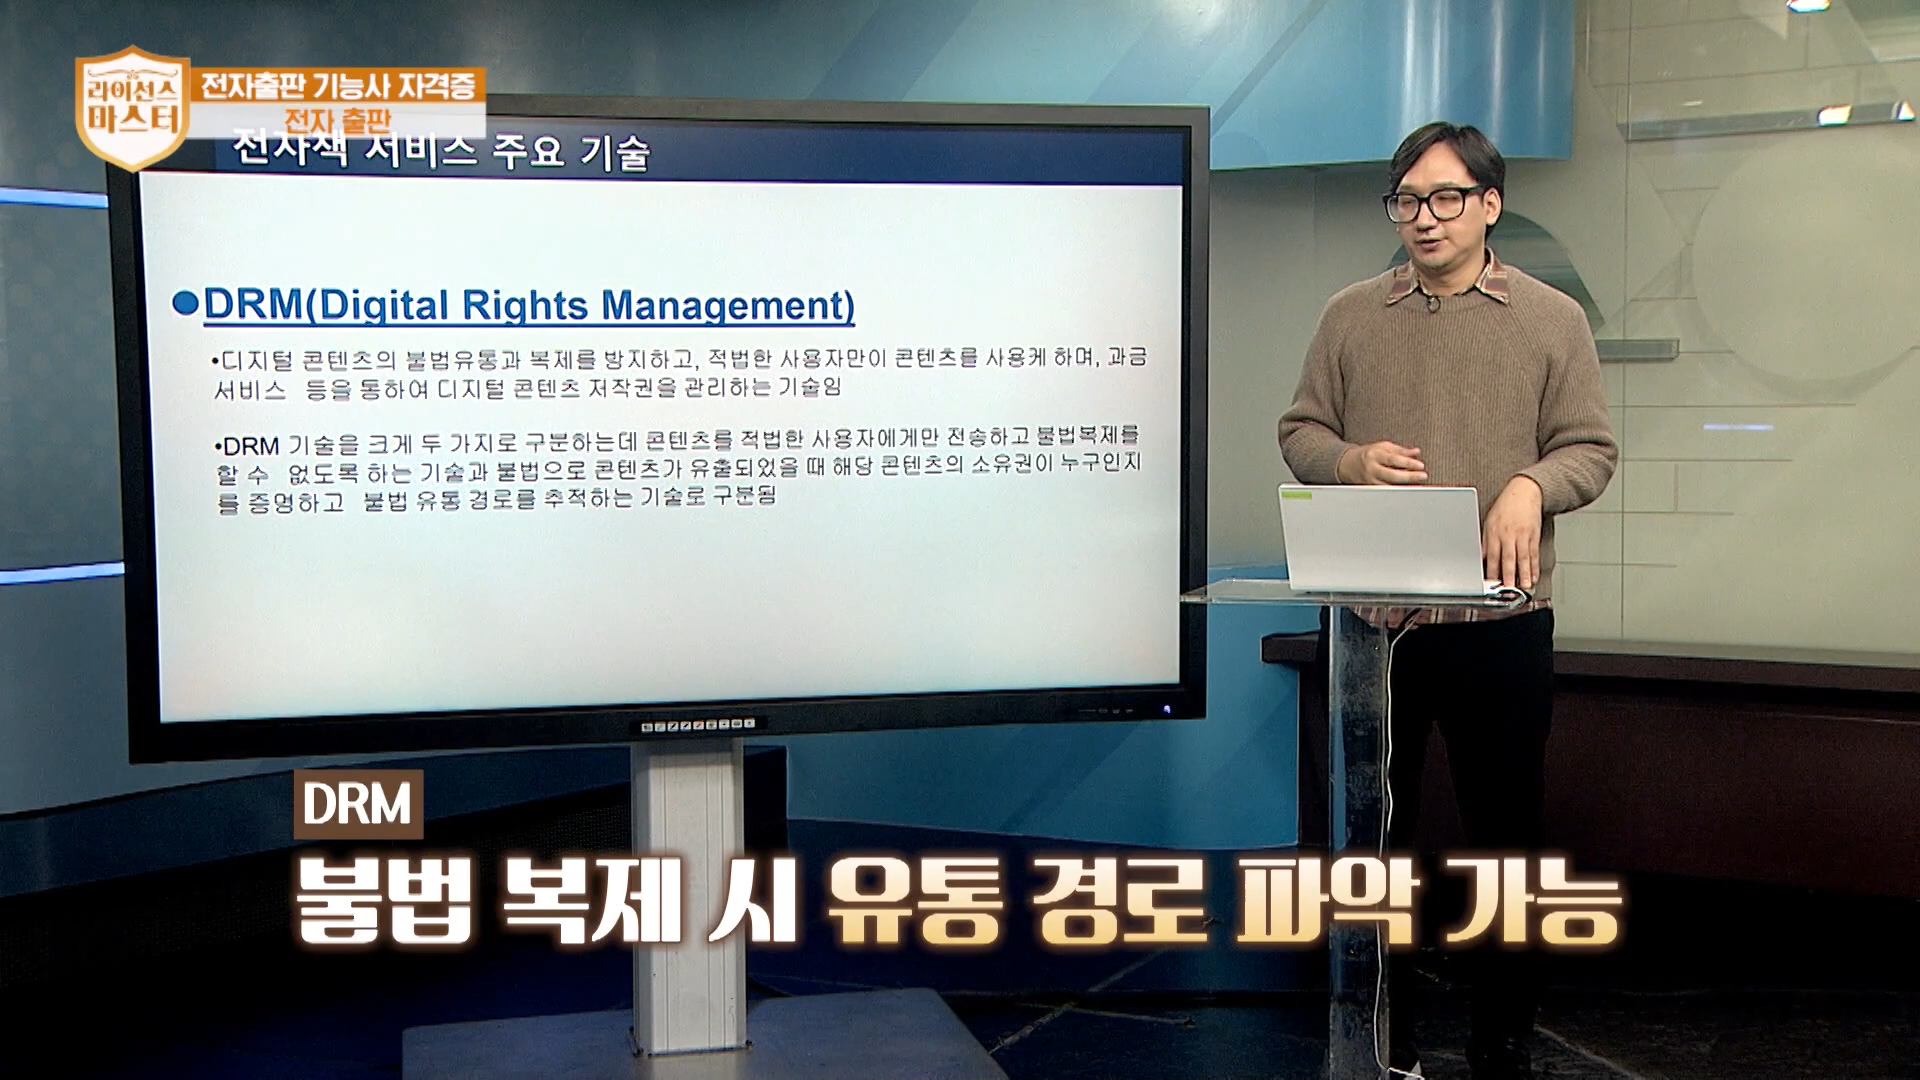 라이선스
마스터
전자출판 기능사 자격증
전자 출판
전자책 서비스 주요 기술
●DRM(Digital Rights Management)
•디지털 콘텐츠의 불법유통과 복제를 방지하고, 적법한 사용자만이 콘텐츠를 사용케 하며, 과금
서비스 등을 통하여 디지털 콘텐츠 저작권을 관리하는 기술임
•DRM 기술을 크게 두 가지로 구분하는데 콘텐츠를 적법한 사용자에게만 전송하고 불법복제를
할 수 없도록 하는 기술과 불법으로 콘텐츠가 유출되었을 때 해당 콘텐츠의 소유권이 누구인지
를 증명하고 불법 유통 경로를 추적하는 기술로 구분됨
DRM
불법 복제 시 유통 경로 파악 가능